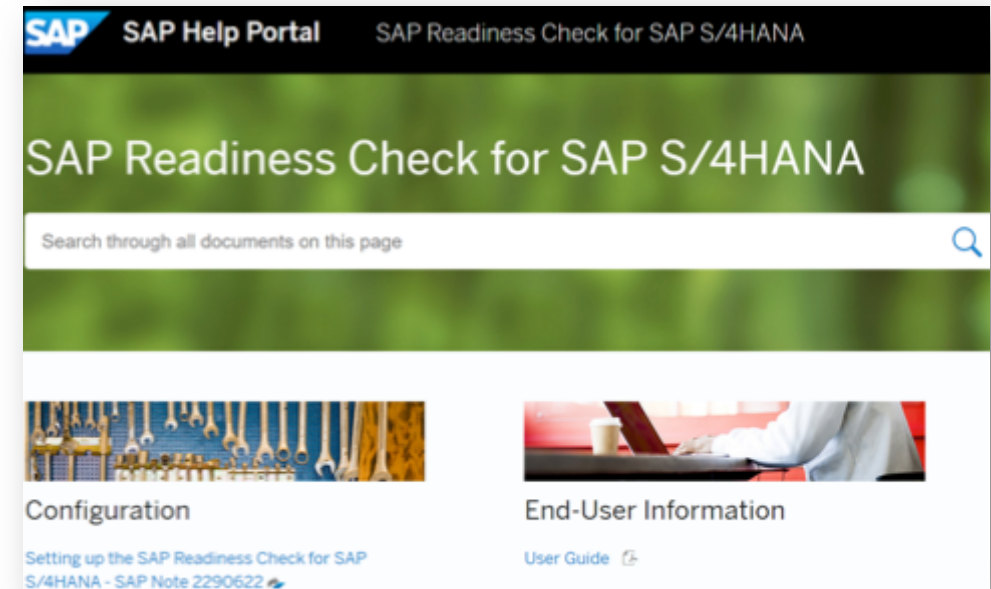 SAP SAP Help Portal SAP Readiness Check for SAP S/4HANA
SAP Readiness Check for SAP S/4HANA
Search through all documents on this page
Configuration
Setting up the SAP Readiness Check for SAP
S/4HANA - SAP Note 2290622
End-User Information
User Guide